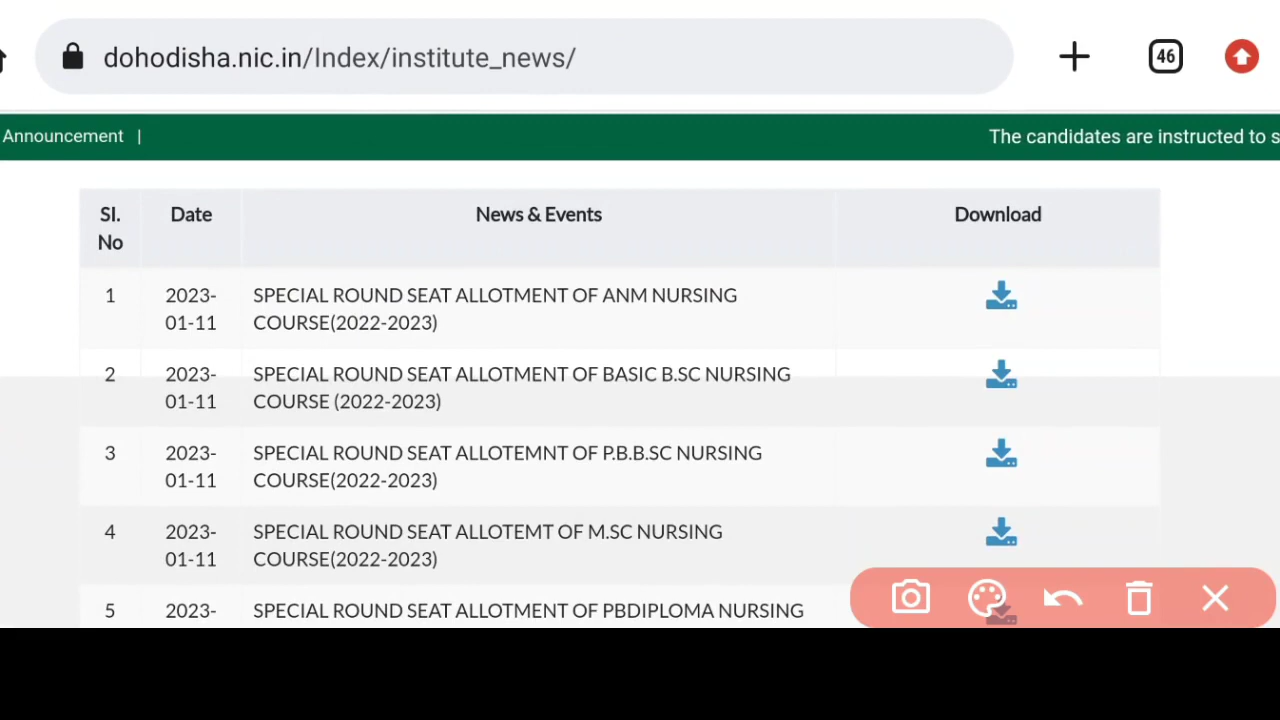 dohodisha.nic.in/Index/institute_news/
46
Announcement |
The candidates are instructed to s
Sl. No
Date
News & Events
Download
1
2023-
01-11
SPECIAL ROUND SEAT ALLOTMENT OF ANM NURSING
COURSE(2022-2023)
2
2023-
01-11
SPECIAL ROUND SEAT ALLOTMENT OF BASIC B.SC NURSING
COURSE (2022-2023)
3
2023-
01-11
SPECIAL ROUND SEAT ALLOTEMNT OF P.B.B.SC NURSING
COURSE(2022-2023)
4
2023-
01-11
SPECIAL ROUND SEAT ALLOTEMT OF M.SC NURSING
COURSE(2022-2023)
5
2023-
SPECIAL ROUND SEAT ALLOTMENT OF PBDIPLOMA NURSING